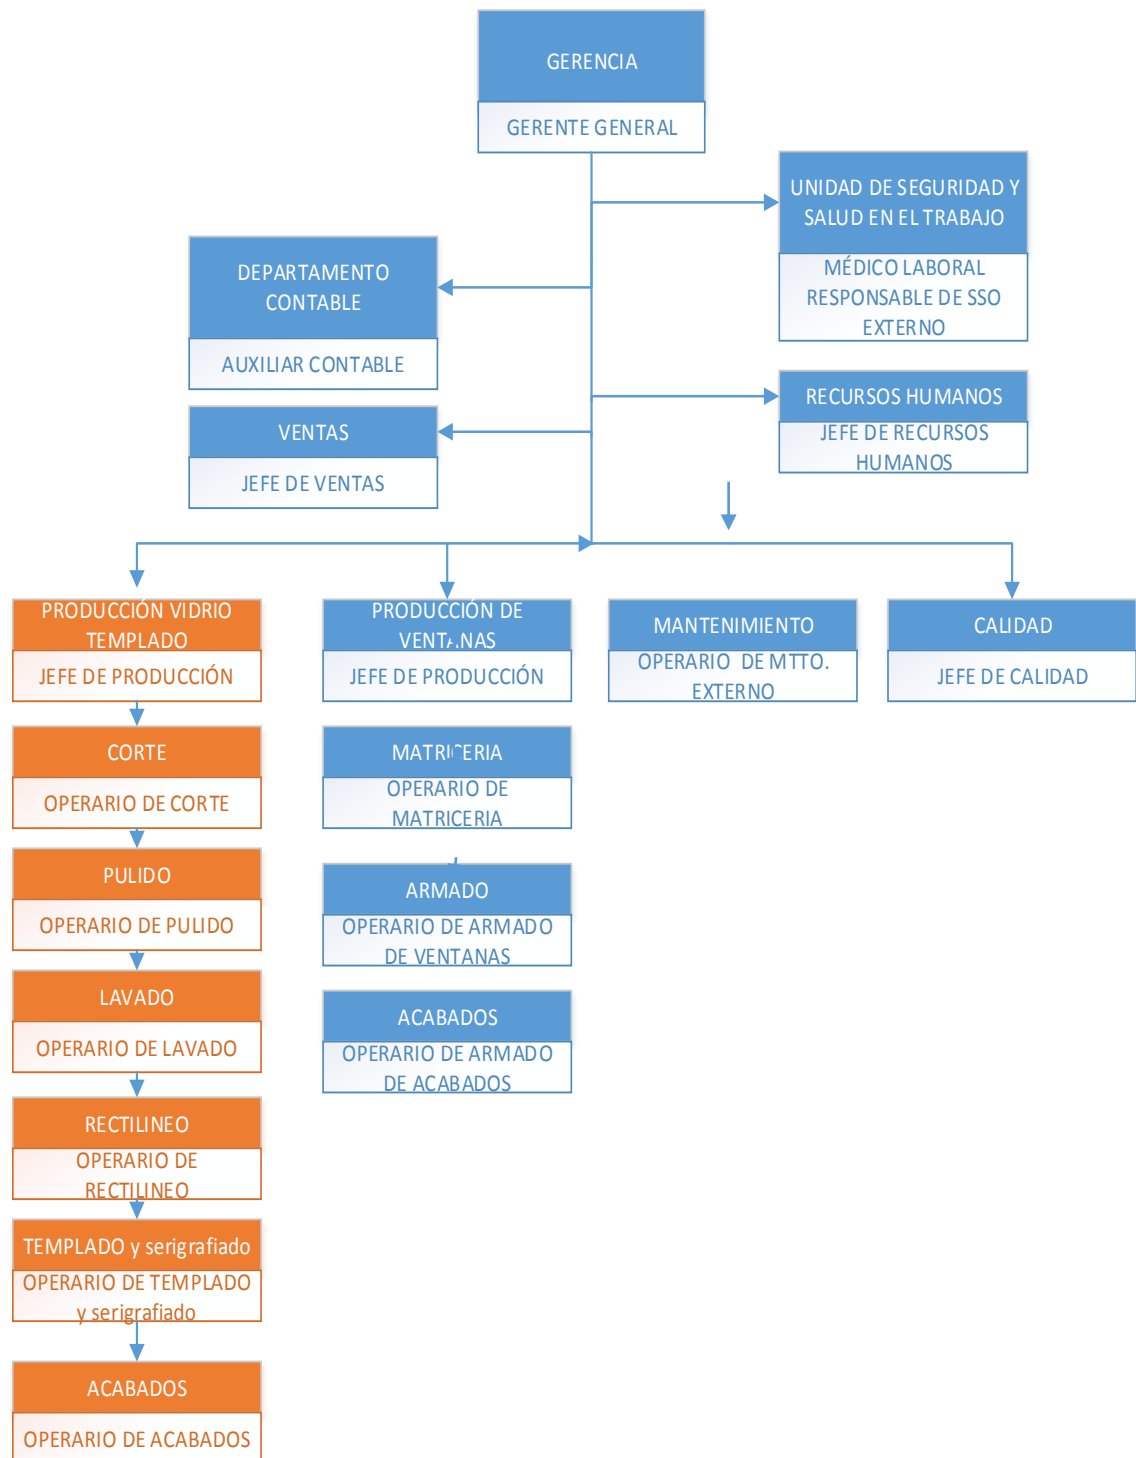 GERENCIA
GERENTE GENERAL
UNIDAD DE SEGURIDAD Y
SALUD EN EL TRABAJO
MÉDICO LABORAL
RESPONSABLE DE SSO
EXTERNO
DEPARTAMENTO
CONTABLE
AUXILIAR CONTABLE
RECURSOS HUMANOS
JEFE DE RECURSOS
HUMANOS
VENTAS
JEFE DE VENTAS
PRODUCCIÓN VIDRIO
TEMPLADO
JEFE DE PRODUCCIÓN
PRODUCCIÓN DE
VENTANAS
JEFE DE PRODUCCIÓN
MANTENIMIENTO
OPERARIO DE MTTO.
EXTERNO
CALIDAD
JEFE DE CALIDAD
CORTE
OPERARIO DE CORTE
PULIDO
OPERARIO DE PULIDO
LAVADO
OPERARIO DE LAVADO
RECTILINEO
OPERARIO DE
RECTILINEO
TEMPLADO y serigrafiado
OPERARIO DE TEMPLADO
y serigrafiado
ACABADOS
OPERARIO DE ACABADOS
MATRICERIA
OPERARIO DE
MATRICERIA
ARMADO
OPERARIO DE ARMADO
DE VENTANAS
ACABADOS
OPERARIO DE ARMADO
DE ACABADOS